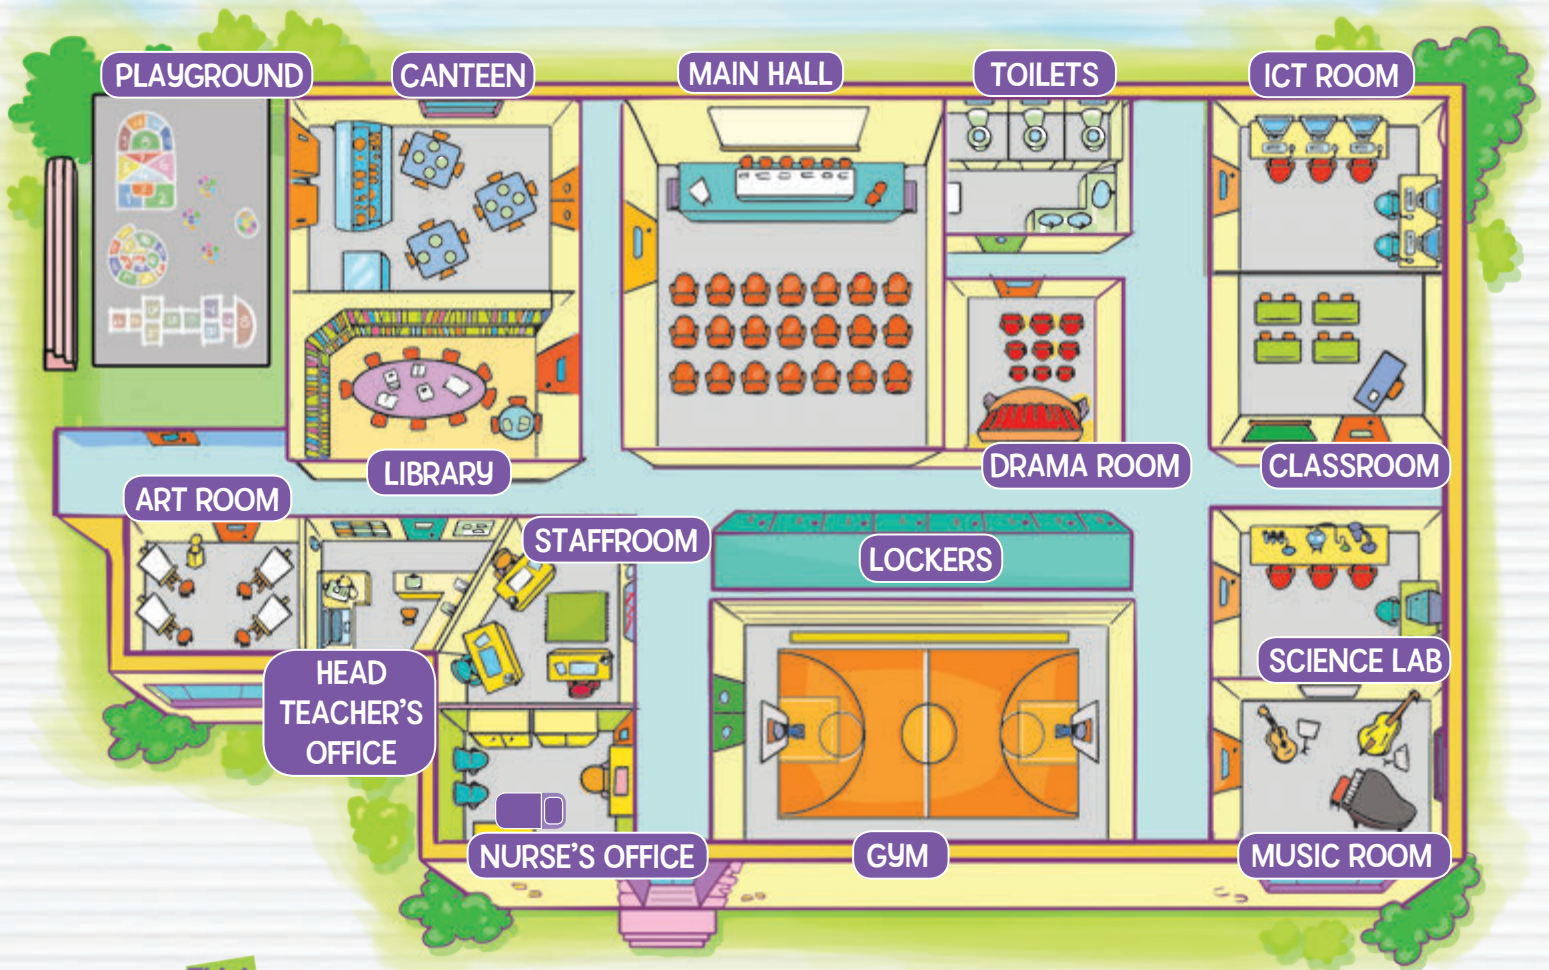 PLAYGROUND
CANTEEN
MAIN HALL
TOILETS
ICT ROOM
LIBRARY
DRAMA ROOM
CLASSROOM
ART ROOM
STAFFROOM
LOCKERS
HEAD
TEACHER'S
OFFICE
SCIENCE LAB
NURSE'S OFFICE
GYM
MUSIC ROOM